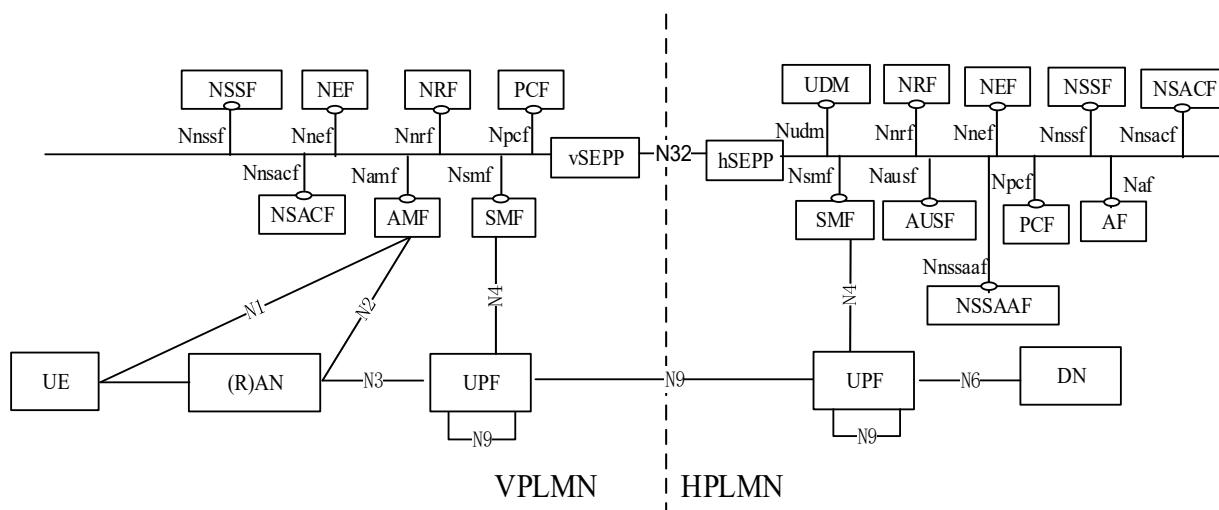 NSSF NEF NRF PCF UDM NRF NEF NSSF NSACF
Nnssf Nnef Nnrf Npcf Nudm Nnrf Nnef Nnssf Nnsacf
vSEPP N32 hSEPP
Nnsacf Namf Nsmf Nsmf Nausf Npcf Naf
NSACF AMF SMF SMF AUSF PCF AF
Nnssaaf
NSSAAF
N1 N2 N4 N4
UE (R)AN N3 UPF N9 UPF N6 DN
N9 N9
VPLMN HPLMN